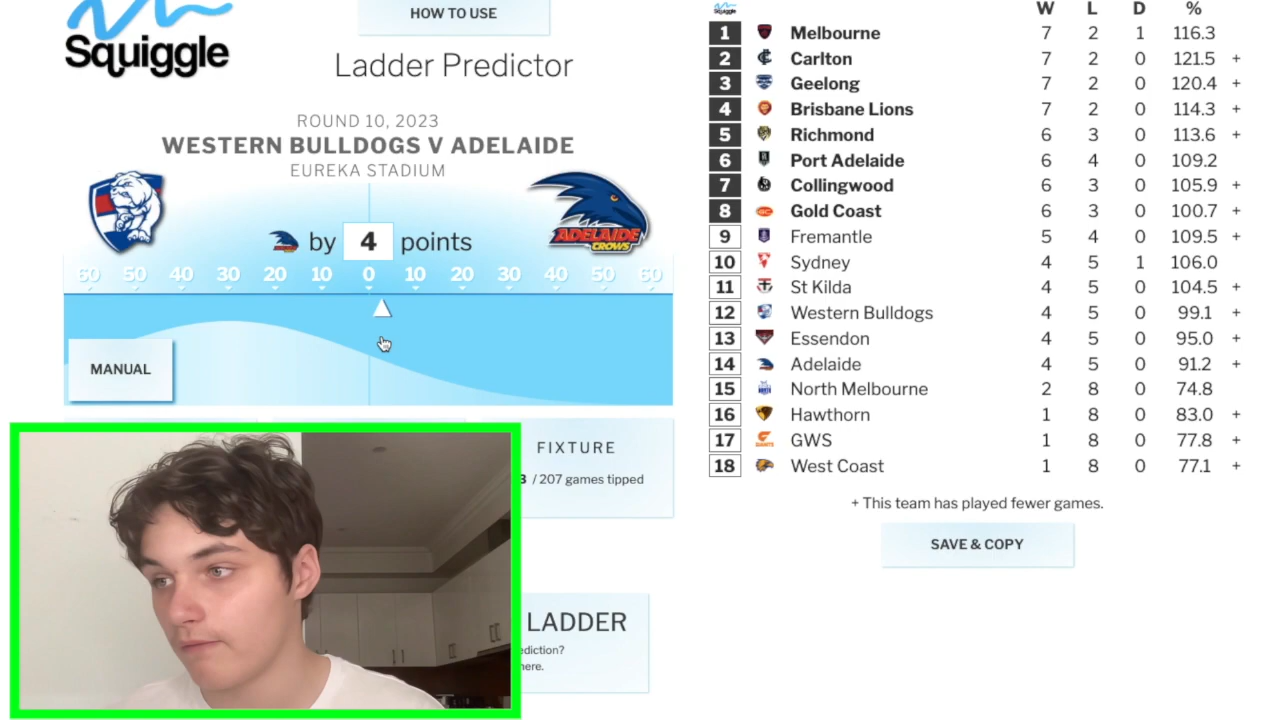 Squiggle
HOW TO USE
Ladder Predictor
ROUND 10, 2023
WESTERN BULLDOGS V ADELAIDE
EUREKA STADIUM
ADELAIDE
CROWS
by 4 points
60 50 40 30 20 10 0 10 20 30 40 50 60
MANUAL
FIXTURE
/ 207 games tipped
LADDER
ediction?
here.
W L D %
1 Melbourne 7 2 1 116.3
2 Carlton 7 2 0 121.5 +
3 Geelong 7 2 0 120.4 +
4 Brisbane Lions 7 2 0 114.3 +
5 Richmond 6 3 0 113.6 +
6 Port Adelaide 6 4 0 109.2
7 Collingwood 6 3 0 105.9 +
8 Gold Coast 6 3 0 100.7 +
9 Fremantle 5 4 0 109.5 +
10 Sydney 4 5 1 106.0
11 St Kilda 4 5 0 104.5 +
12 Western Bulldogs 4 5 0 99.1 +
13 Essendon 4 5 0 95.0 +
14 Adelaide 4 5 0 91.2 +
15 North Melbourne 2 8 0 74.8
16 Hawthorn 1 8 0 83.0 +
17 GWS 1 8 0 77.8 +
18 West Coast 1 8 0 77.1 +
+ This team has played fewer games.
SAVE & COPY